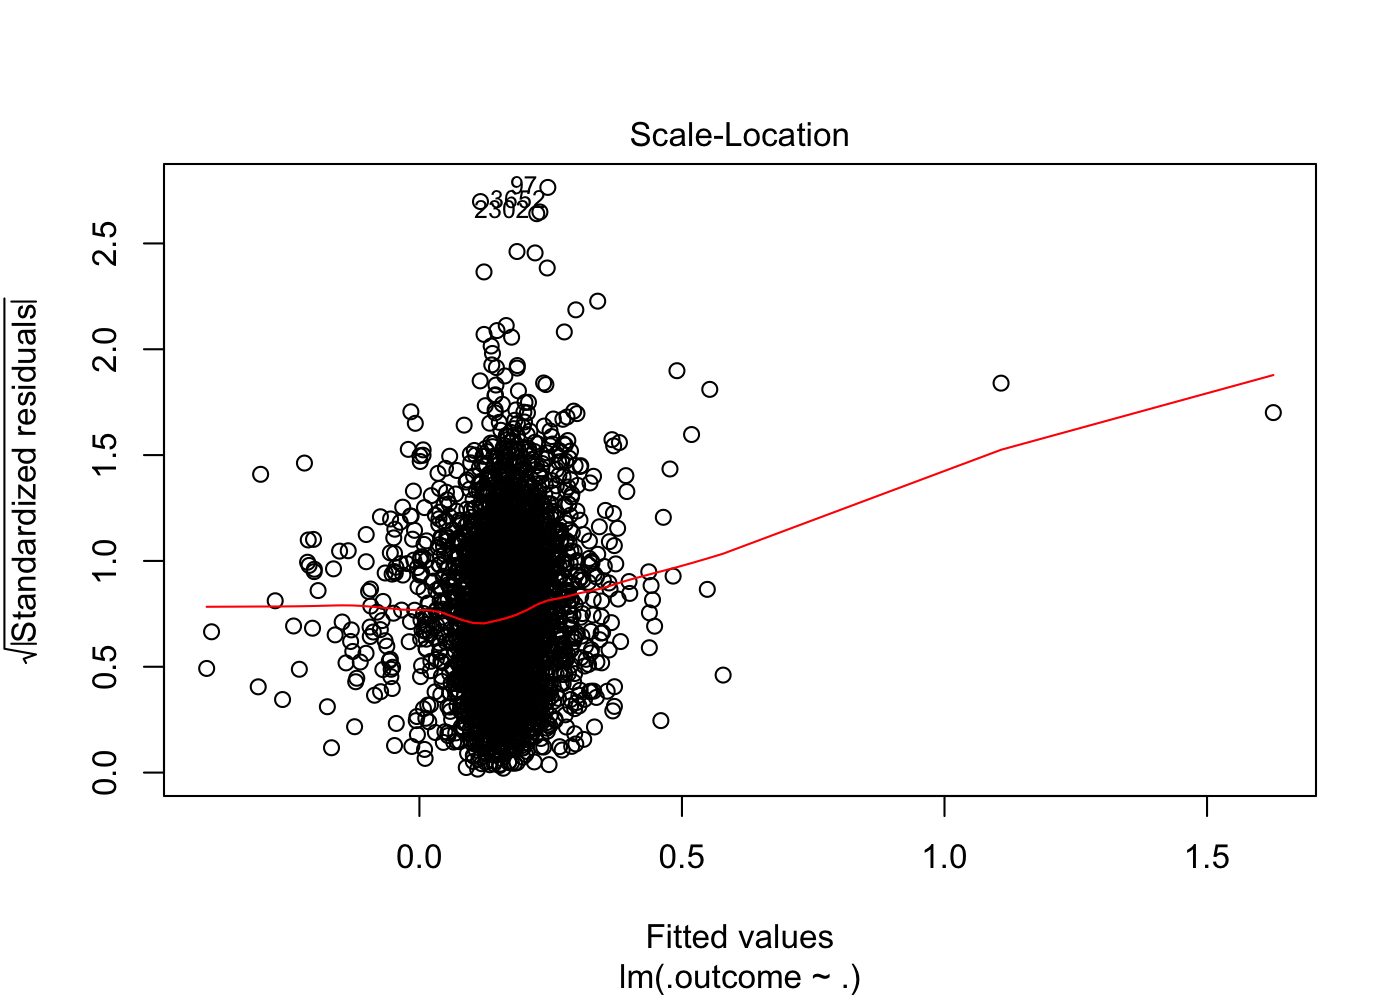 Scale-Location
97
3652
2302
√|Standardized residuals|
2.5
2.0
1.5
1.0
0.5
0.0
0.0 0.5 1.0 1.5
Fitted values
lm(.outcome ~ .)